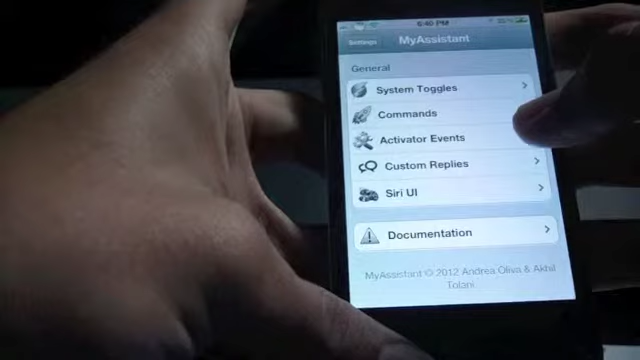 6:40 PM
Settings
MyAssistant
General
System Toggles
Commands
Activator Events
Custom Replies
Siri UI
Documentation
MyAssistant © 2012 Andrea Oliva & Akhil
Tolani